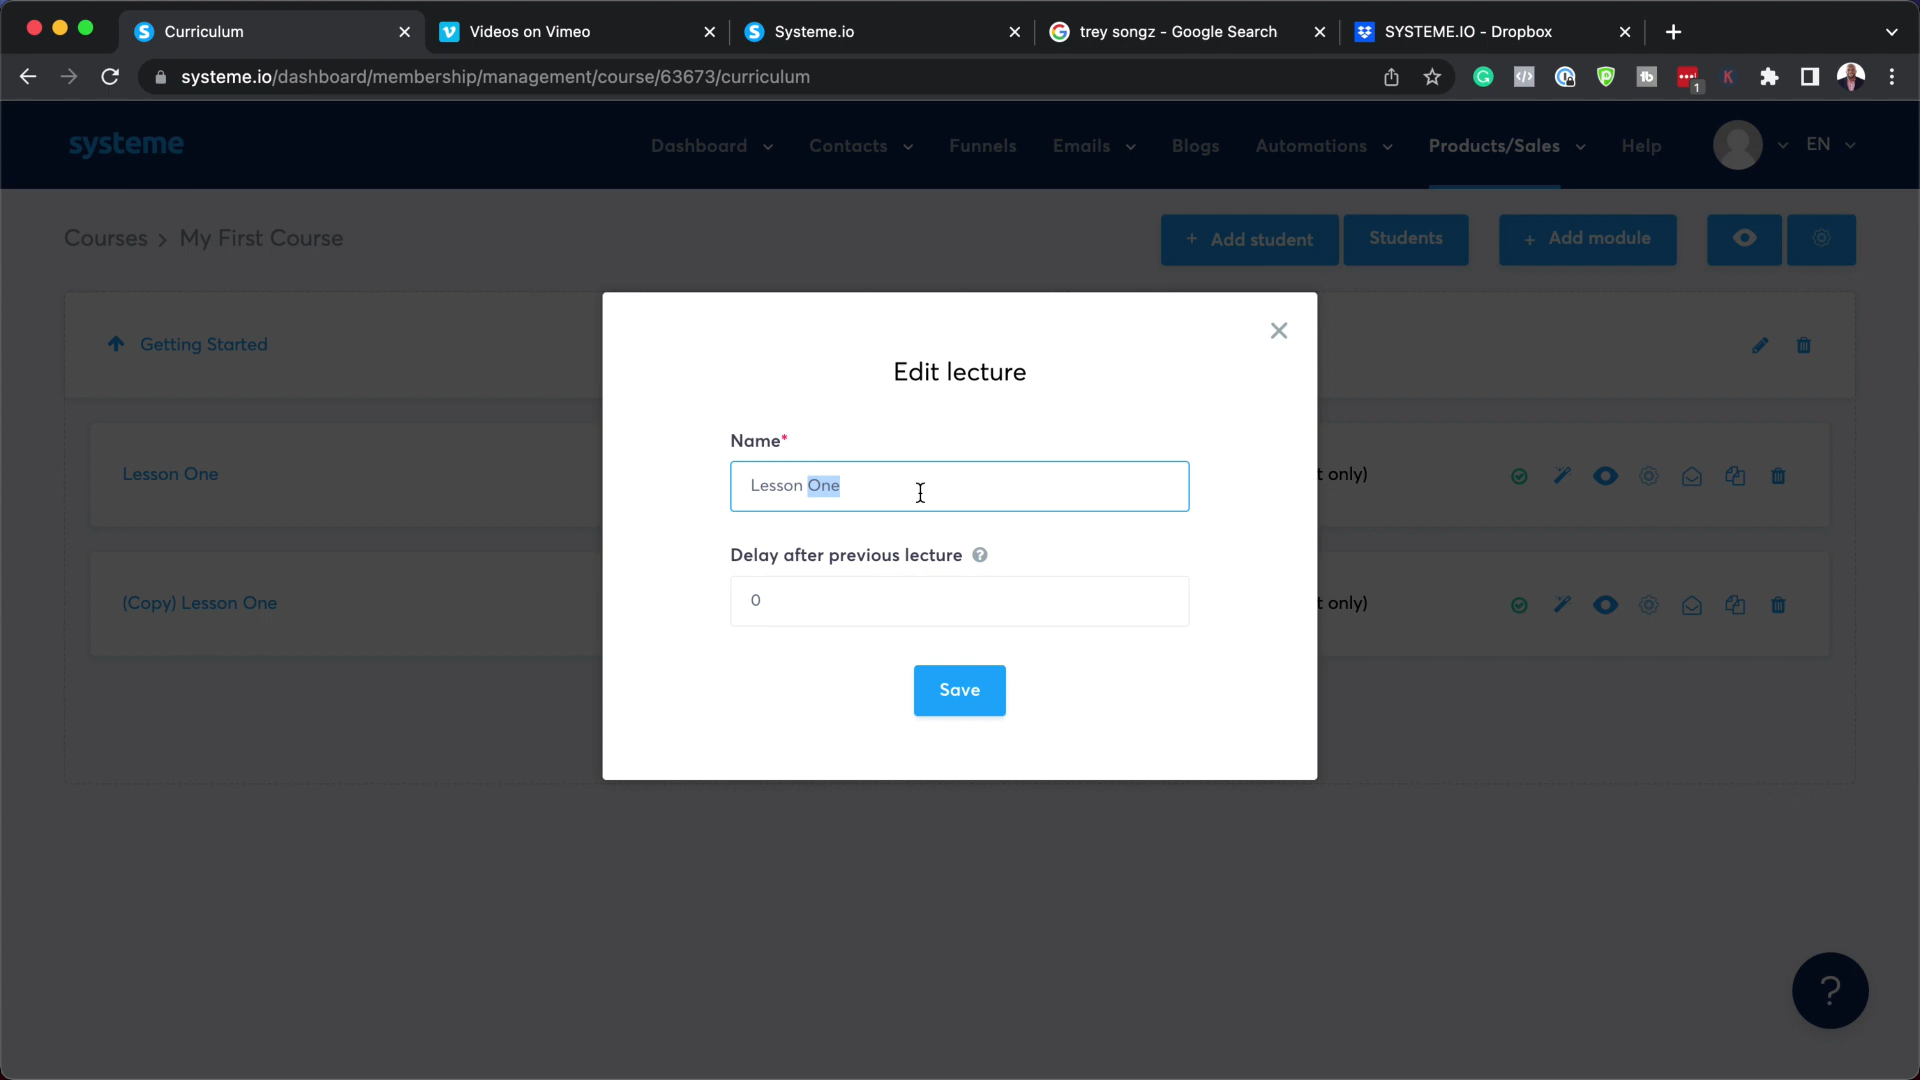 Curriculum
Videos on Vimeo
Systeme.io
trey songz - Google Search
SYSTEME.IO - Dropbox
systeme.io/dashboard/membership/management/course/63673/curriculum
1
systeme
Dashboard
Contacts
Funnels
Emails
Blogs
Automations
Products/Sales
Help
EN
Courses > My First Course
+ Add student
Students
+ Add module
Getting Started
Edit lecture
Name*
Lesson One
Lesson One
t only)
Delay after previous lecture ?
0
(Copy) Lesson One
t only)
Save
?